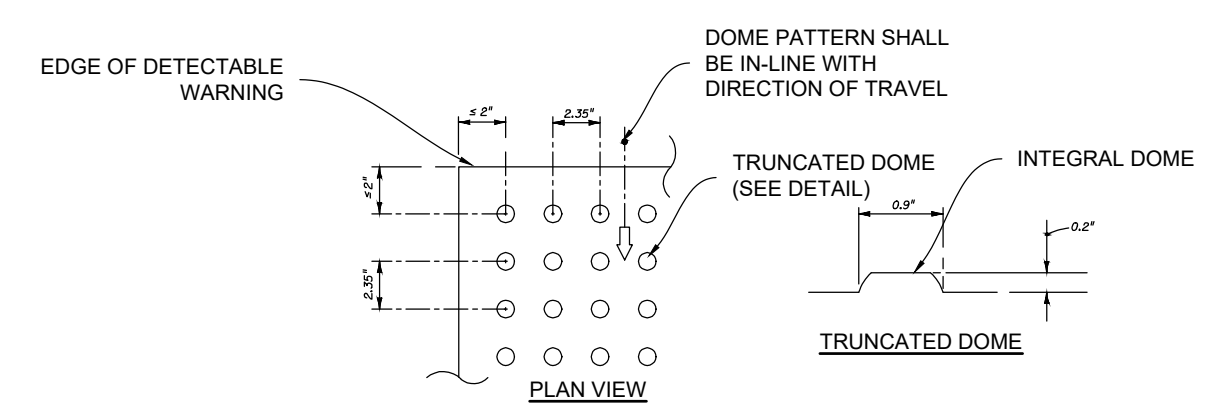 EDGE OF DETECTABLE
WARNING
DOME PATTERN SHALL
BE IN-LINE WITH
DIRECTION OF TRAVEL
≤ 2"
2.35"
≤2"
2.35"
TRUNCATED DOME
(SEE DETAIL)
PLAN VIEW
INTEGRAL DOME
0.9"
0.2"
TRUNCATED DOME